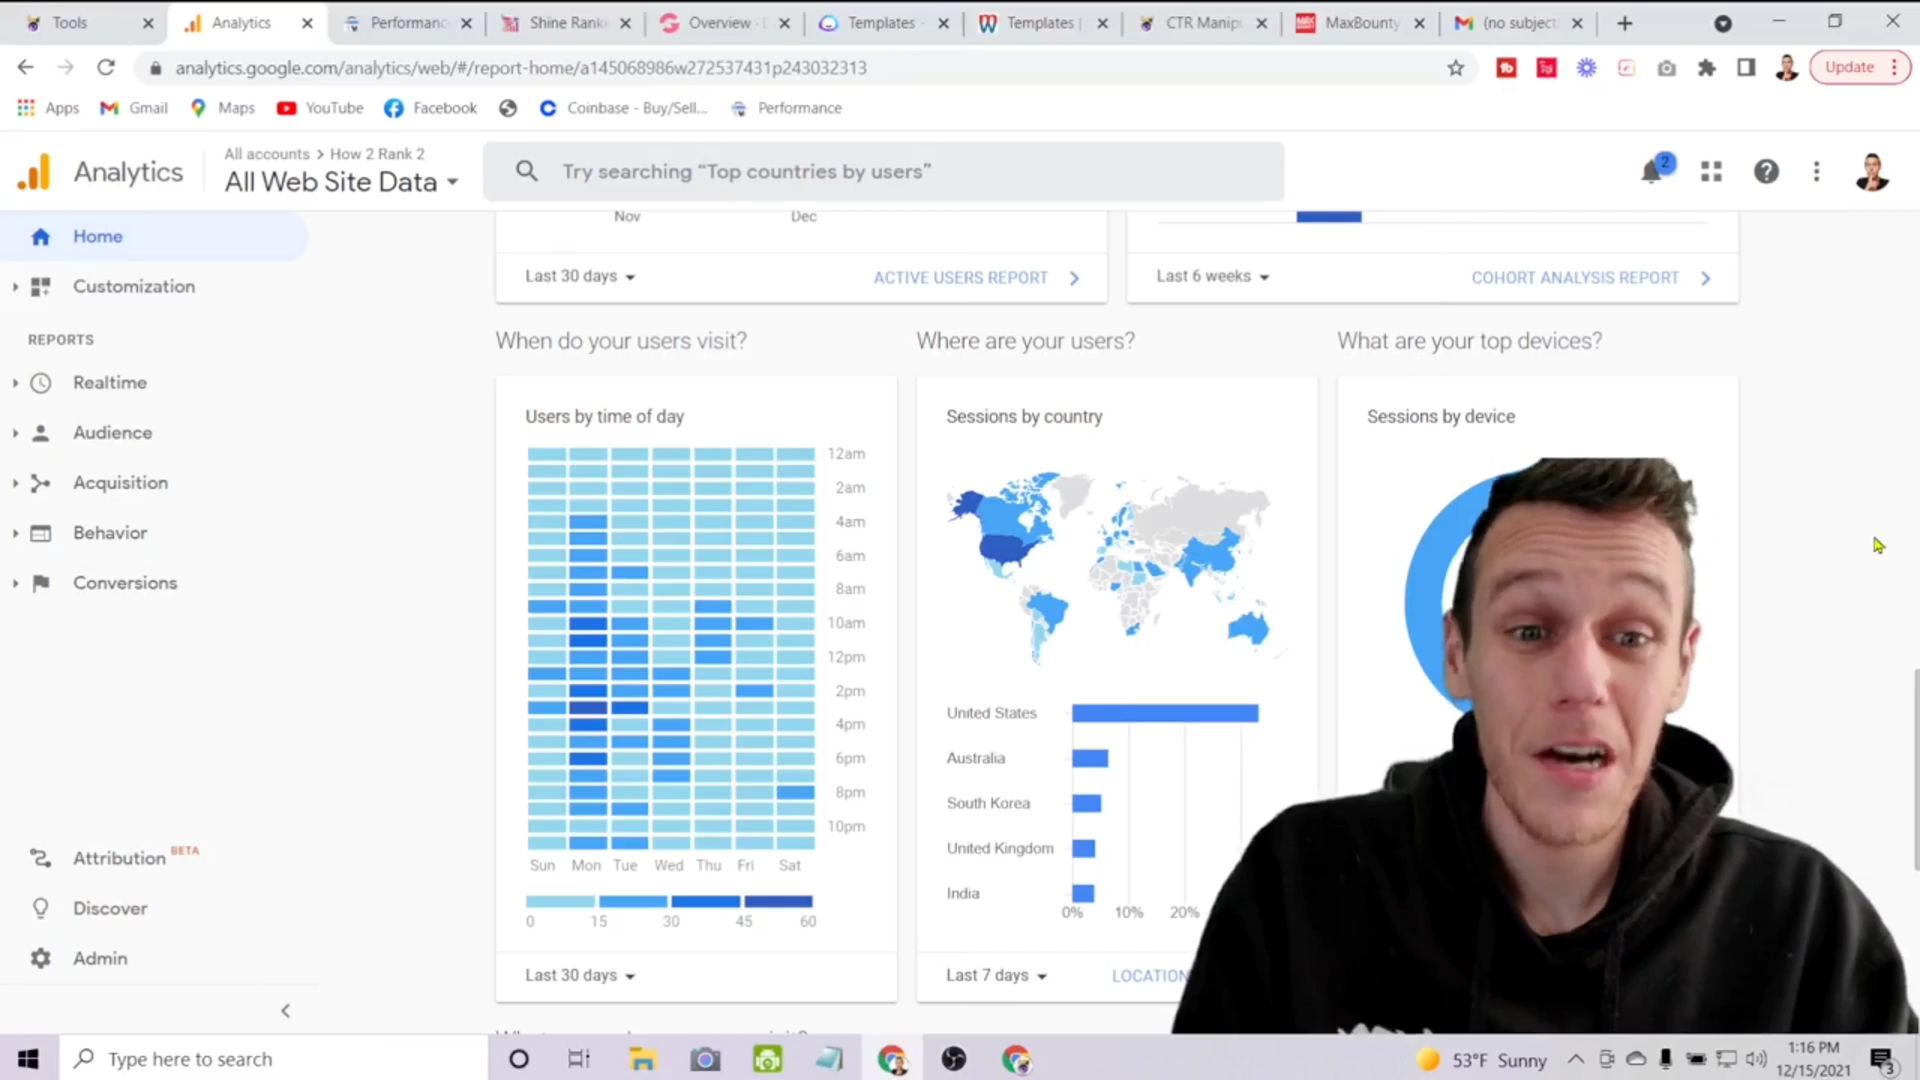 Tools
Analytics
Performanc
Shine Rank
Overview -
Templates -
Templates |
CTR Manip
MaxBounty
(no subject
analytics.google.com/analytics/web/#/report-home/a145068986w272537431p243032313
Update
Apps
Gmail
Maps
YouTube
Facebook
Coinbase - Buy/Sell...
Performance
Analytics
All accounts > How 2 Rank 2
All Web Site Data
Try searching “Top countries by users”
2
Home
Customization
REPORTS
Realtime
Audience
Acquisition
Behavior
Conversions
Attribution BETA
Discover
Admin
Nov Dec
Last 30 days
ACTIVE USERS REPORT
Last 6 weeks
COHORT ANALYSIS REPORT
When do your users visit?
Users by time of day
12am
2am
4am
6am
8am
10am
12pm
2pm
4pm
6pm
8pm
10pm
Sun Mon Tue Wed Thu Fri Sat
0 15 30 45 60
Last 30 days
Where are your users?
Sessions by country
United States
Australia
South Korea
United Kingdom
India
0% 10% 20%
Last 7 days
LOCATION
What are your top devices?
Sessions by device
Type here to search
53°F Sunny
1:16 PM
12/15/2021
3